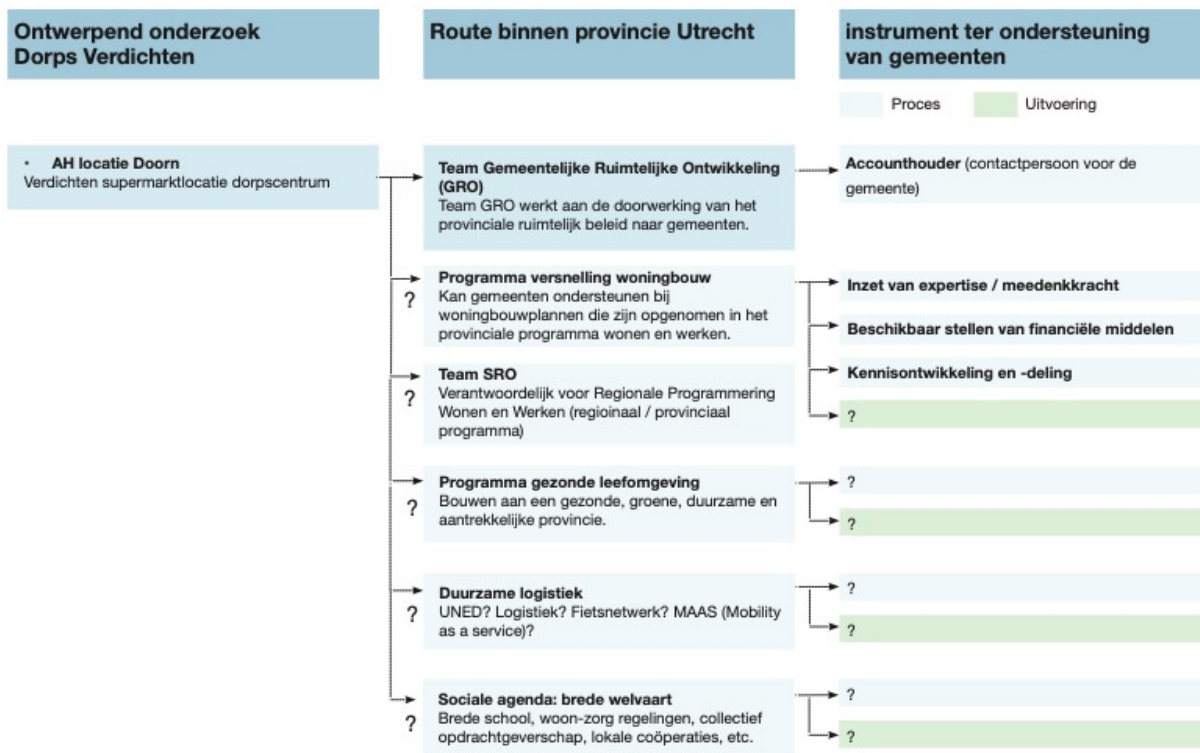 Ontwerpend onderzoek
Dorps Verdichten
Route binnen provincie Utrecht
instrument ter ondersteuning
van gemeenten
Proces
Uitvoering
• AH locatie Doorn
Verdichten supermarktlocatie dorpscentrum
Team Gemeentelijke Ruimtelijke Ontwikkeling
(GRO)
Team GRO werkt aan de doorwerking van het
provinciale ruimtelijk beleid naar gemeenten.
Accounthouder (contactpersoon voor de
gemeente)
?
Programma versnelling woningbouw
Kan gemeenten ondersteunen bij
woningbouwplannen die zijn opgenomen in het
provinciale programma wonen en werken.
Inzet van expertise / meedenkkracht
Beschikbaar stellen van financiële middelen
Kennisontwikkeling en -deling
?
?
Team SRO
Verantwoordelijk voor Regionale Programmering
Wonen en Werken (regioinaal / provinciaal
programma)
?
Programma gezonde leefomgeving
Bouwen aan een gezonde, groene, duurzame en
aantrekkelijke provincie.
?
?
?
Duurzame logistiek
UNED? Logistiek? Fietsnetwerk? MAAS (Mobility
as a service)?
?
?
?
Sociale agenda: brede welvaart
Brede school, woon-zorg regelingen, collectief
opdrachtgeverschap, lokale coöperaties, etc.
?
?